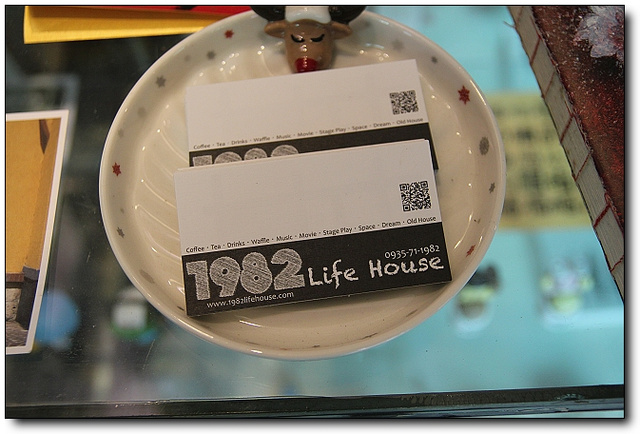 Coffee · Tea · Drinks · Waffle · Music · Movie · Stage Play · Space · Dream · Old House
1982
Coffee · Tea · Drinks · Waffle · Music · Movie · Stage Play · Space · Dream · Old House
0935-71-1982
1982 Life House
www.1982lifehouse.com